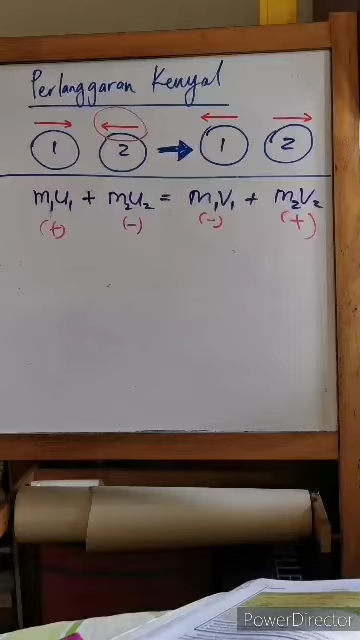 Perlanggaran Kenyal
1 2 → 1 2
m₁u₁ + m₂u₂ = m₁v₁ + m₂v₂
(+) (-) (-) (+)
PowerDirector